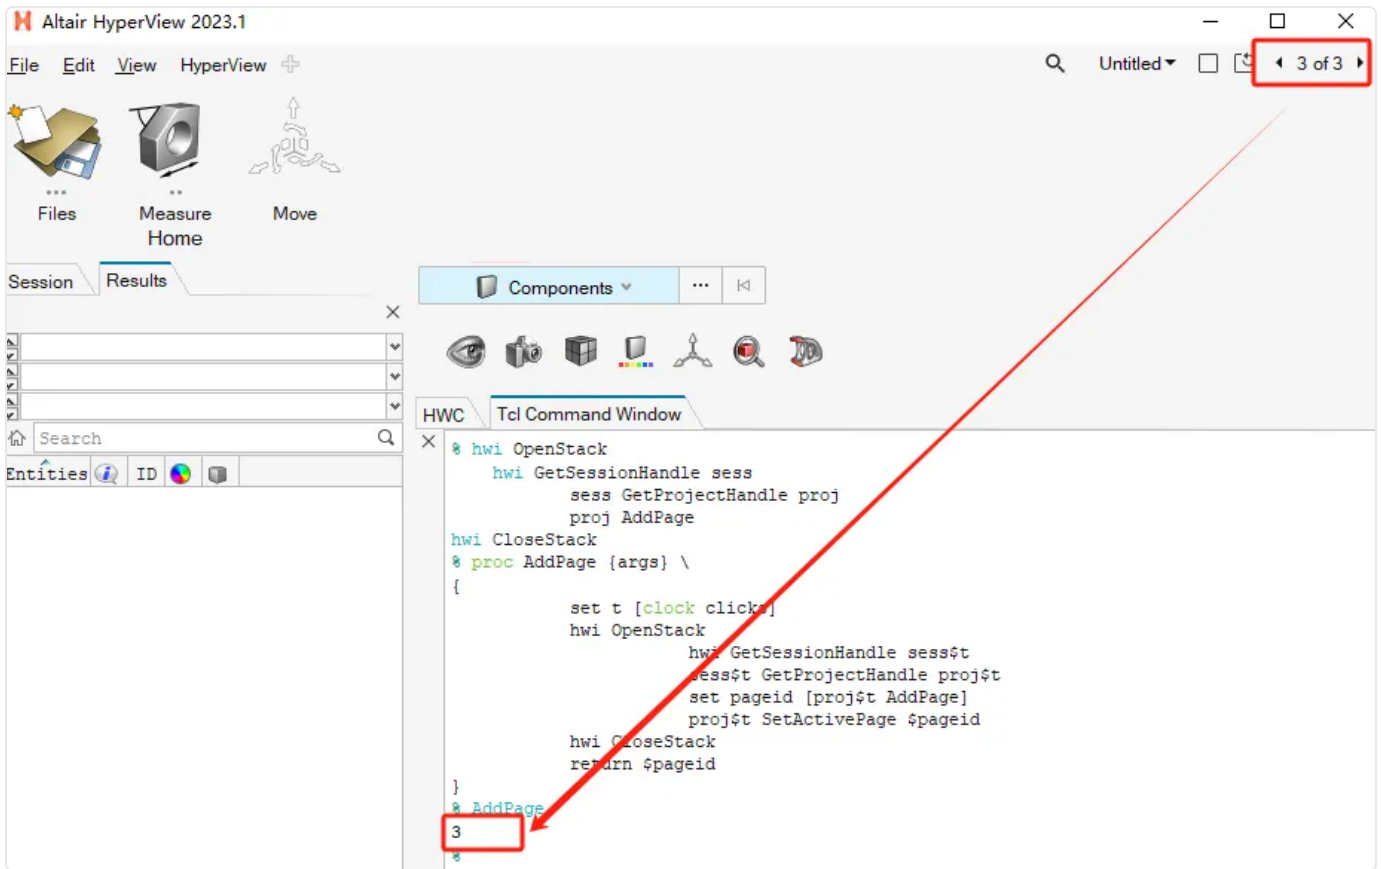 Altair HyperView 2023.1
File Edit View HyperView
Untitled
3 of 3
Files
Measure
Move
Home
Session Results
Components
...
Search
Entities ID
HWC Tcl Command Window
% hwi OpenStack
hwi GetSessionHandle sess
sess GetProjectHandle proj
proj AddPage
hwi CloseStack
% proc AddPage {args} \
{
set t [clock clicks]
hwi OpenStack
hwi GetSessionHandle sess$t
sess$t GetProjectHandle proj$t
set pageid [proj$t AddPage]
proj$t SetActivePage $pageid
hwi CloseStack
return $pageid
}
% AddPage
3
%